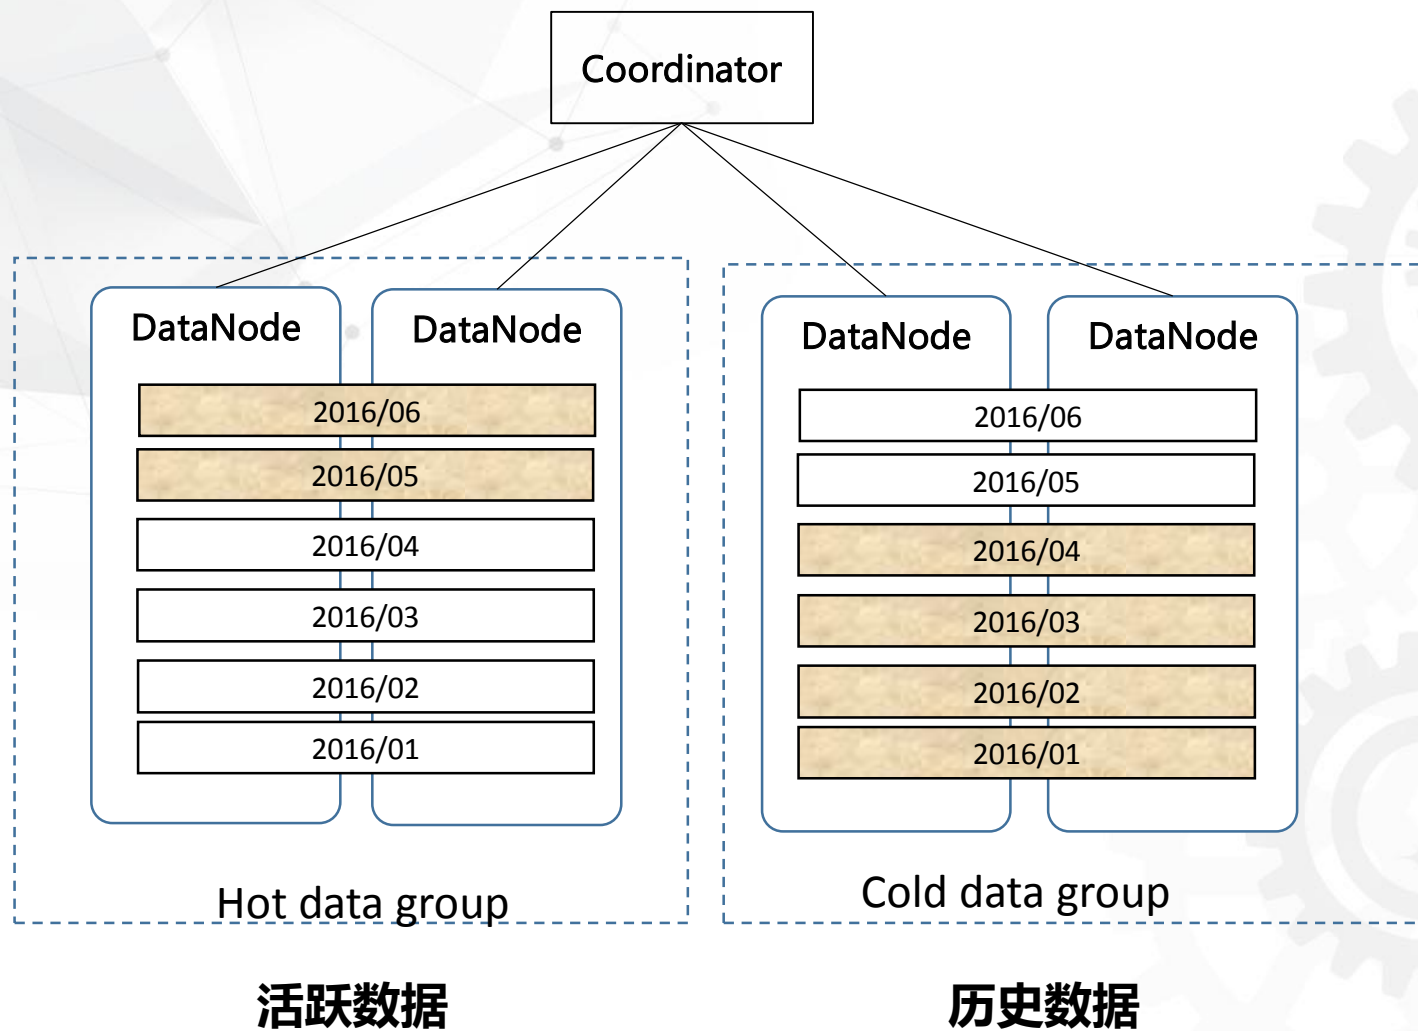 Coordinator
DataNode
DataNode
2016/06
2016/05
2016/04
2016/03
2016/02
2016/01
Hot data group
活跃数据
DataNode
DataNode
2016/06
2016/05
2016/04
2016/03
2016/02
2016/01
Cold data group
历史数据